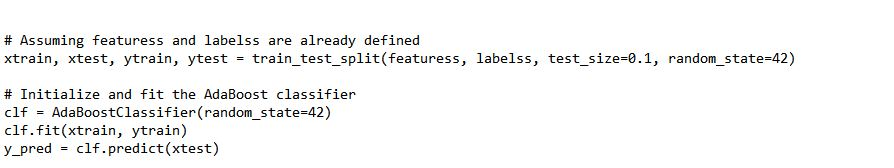 # Assuming featuress and labelss are already defined
xtrain, xtest, ytrain, ytest = train_test_split(featuress, labelss, test_size=0.1, random_state=42)
# Initialize and fit the AdaBoost classifier
clf = AdaBoostClassifier(random_state=42)
clf.fit(xtrain, ytrain)
y_pred = clf.predict(xtest)